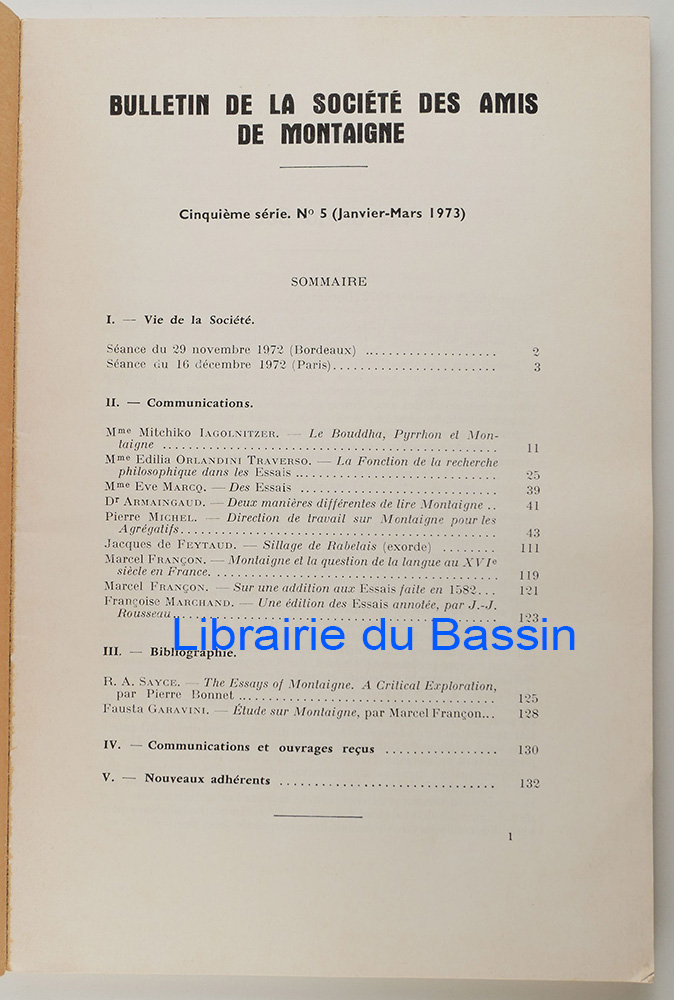 BULLETIN DE LA SOCIÉTÉ DES AMIS
DE MONTAIGNE
Cinquième série. Nº 5 (Janvier-Mars 1973)
SOMMAIRE
I. — Vie de la Société.
Séance du 29 novembre 1972 (Bordeaux) .................... 2
Séance du 16 décembre 1972 (Paris)......................... 3
II. — Communications.
Mme Mitchiko IAGOLNITZER. — Le Bouddha, Pyrrhon et Mon-
taigne .................................................. 11
Mme Edilia ORLANDINI TRAVERSO. — La Fonction de la recherche
philosophique dans les Essais .............................. 25
Mme Eve MARCQ. — Des Essais ............................ 39
Dr ARMAINGAUD. — Deux manières différentes de lire Montaigne .. 41
Pierre MICHEL. — Direction de travail sur Montaigne pour les
Agrégatifs................................................ 43
Jacques de FEYTAUD. — Sillage de Rabelais (exorde) ........ 111
Marcel FRANÇON. — Montaigne et la question de la langue au XVIe
siècle en France. .......................................... 119
Marcel FRANÇON. — Sur une addition aux Essais faite en 1582... 121
Françoise MARCHAND. — Une édition des Essais annotée, par J.-J.
Rousseau.................................................. 123
Librairie du Bassin
III. — Bibliographie.
R. A. SAYCE. — The Essays of Montaigne. A Critical Exploration,
par Pierre Bonnet ........................................ 125
Fausta GARAVINI. — Étude sur Montaigne, par Marcel Françon... 128
IV. — Communications et ouvrages reçus ................ 130
V. — Nouveaux adhérents ............................... 132
1